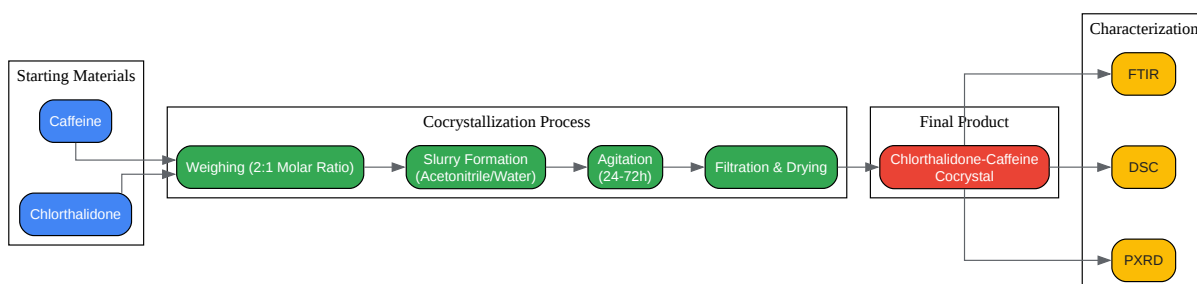 Starting Materials
Caffeine
Chlorthalidone
Cocrystallization Process
Weighing (2:1 Molar Ratio)
Slurry Formation
(Acetonitrile/Water)
Agitation
(24-72h)
Filtration & Drying
Final Product
Chlorthalidone-Caffeine
Cocrystal
Characterization
FTIR
DSC
PXRD